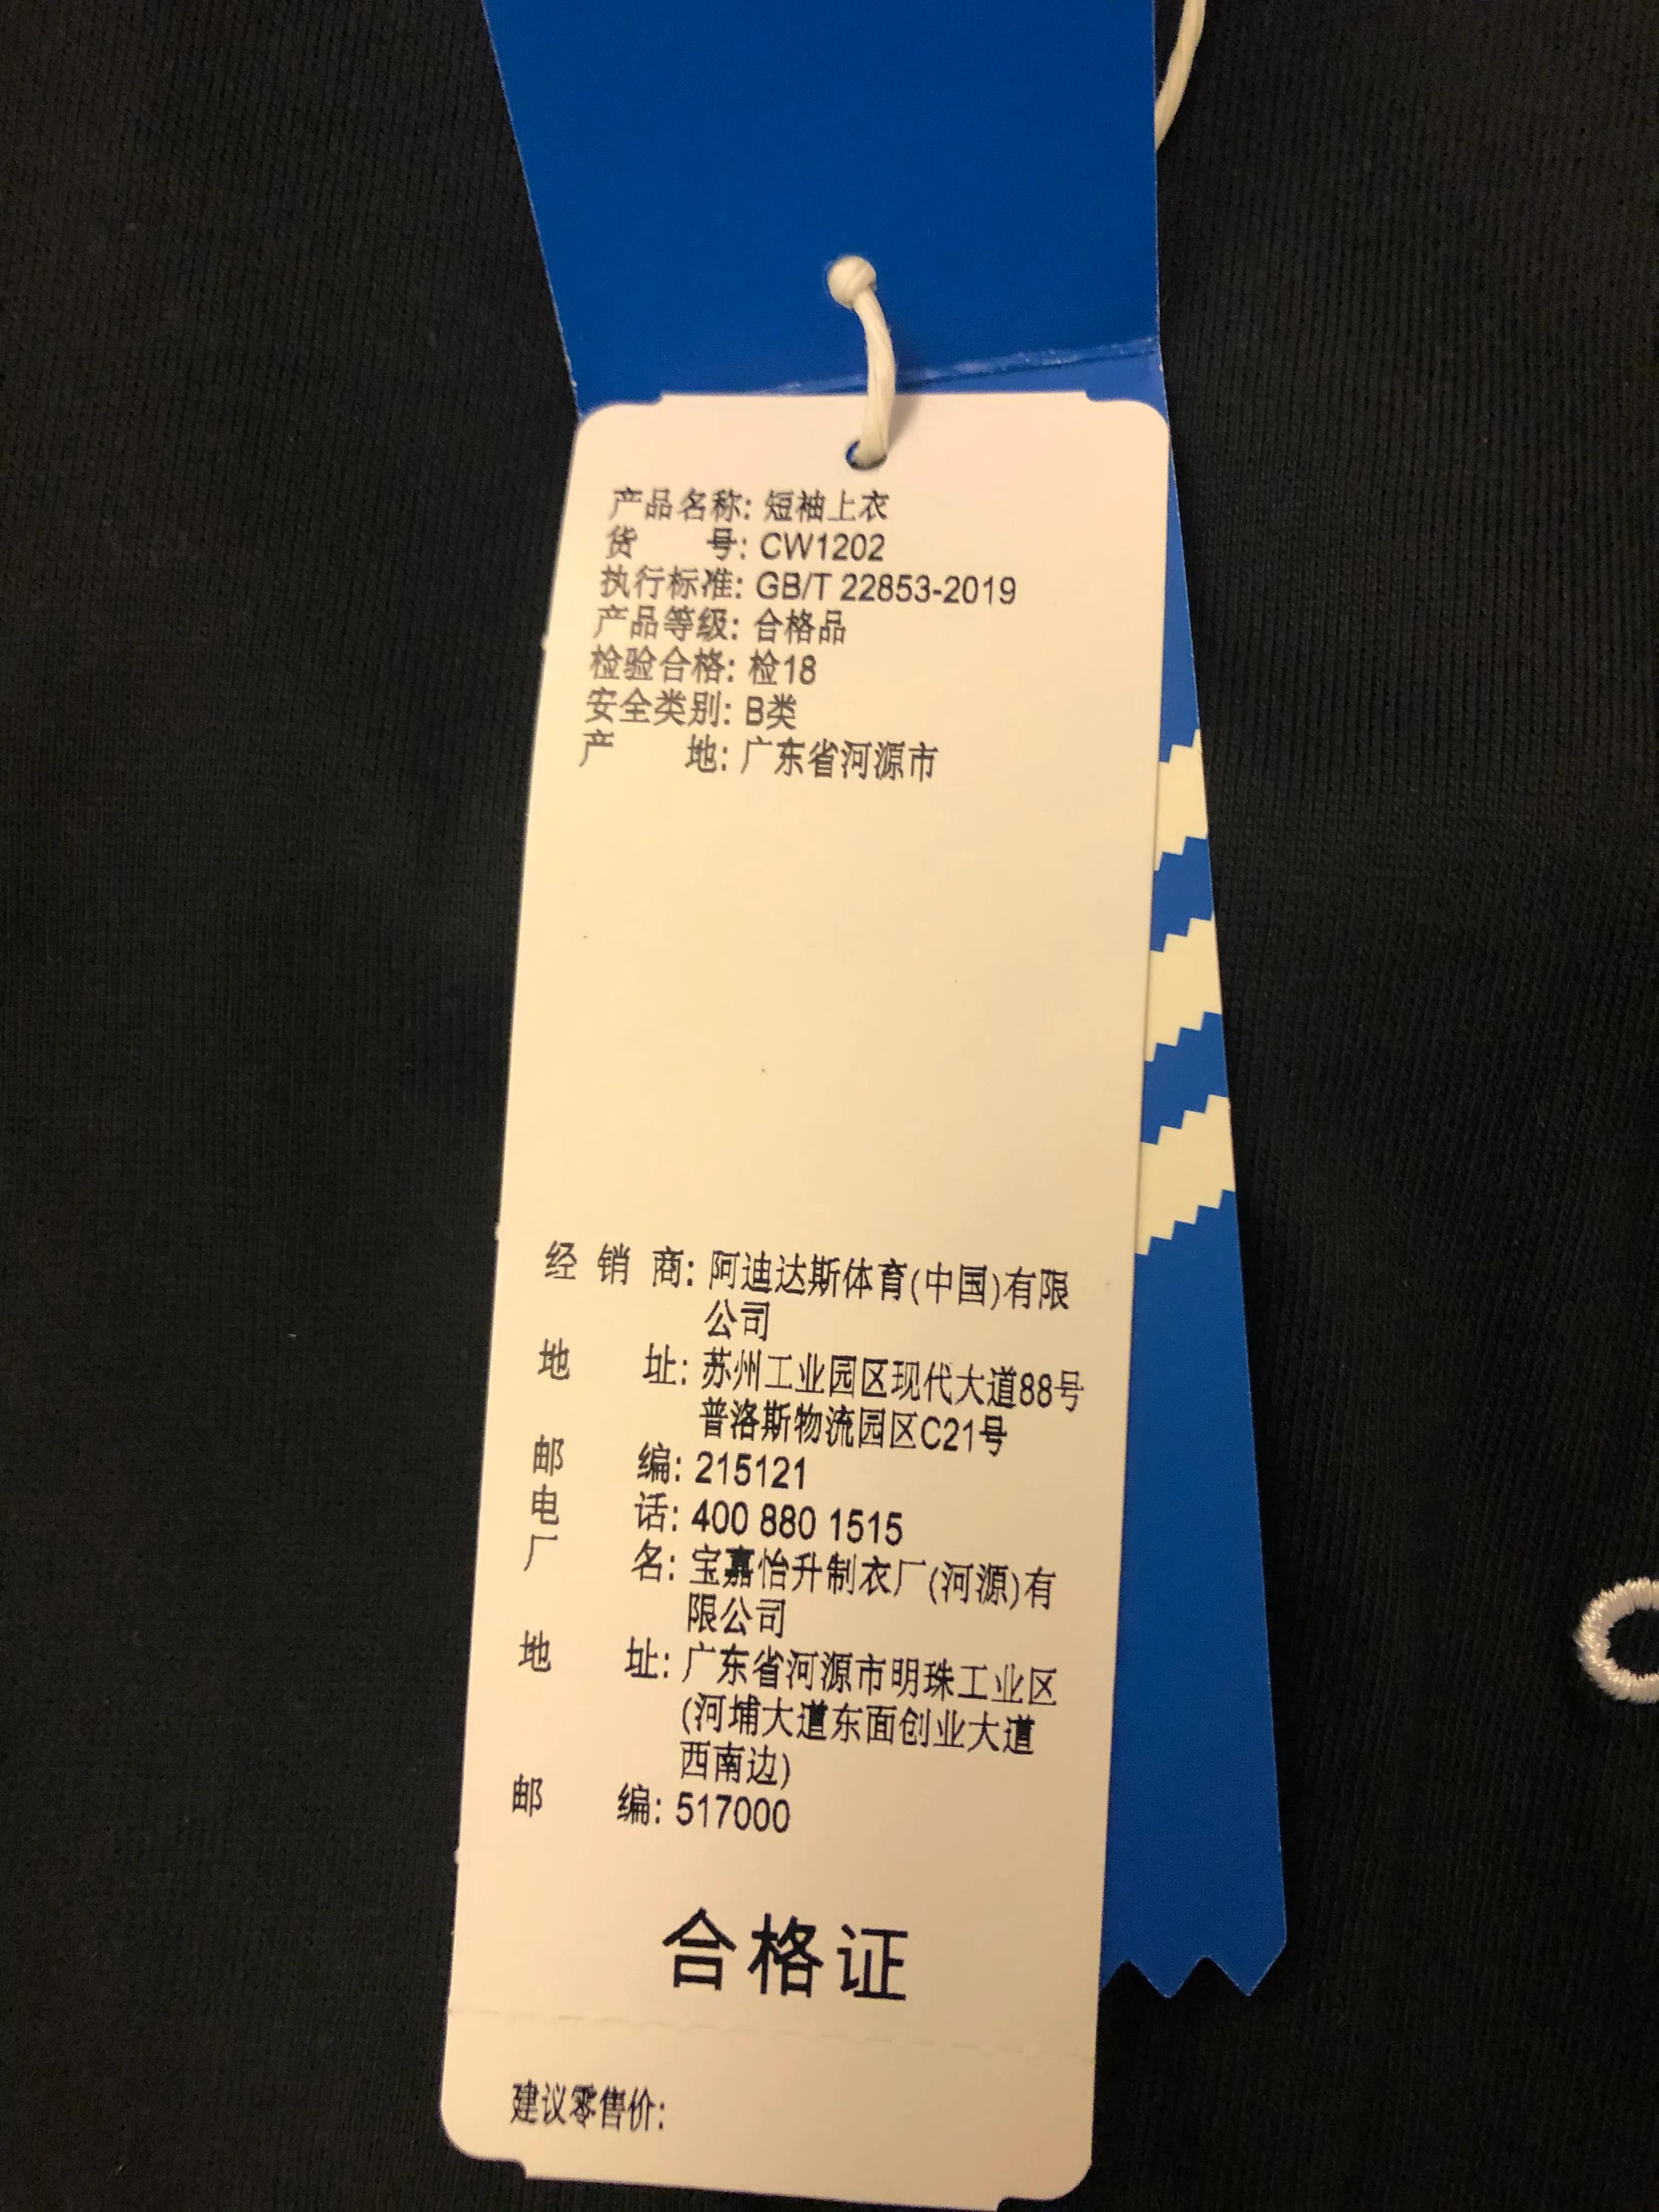 产品名称: 短袖上衣
货 号: CW1202
执行标准: GB/T 22853-2019
产品等级: 合格品
检验合格: 检18
安全类别: B类
产 地: 广东省河源市
经 销 商: 阿迪达斯体育(中国)有限
公司
地 址: 苏州工业园区现代大道88号
普洛斯物流园区C21号
邮 编: 215121
电 话: 400 880 1515
厂 名: 宝嘉怡升制衣厂(河源)有
限公司
地 址: 广东省河源市明珠工业区
(河埔大道东面创业大道
西南边)
邮 编: 517000
合格证
建议零售价: